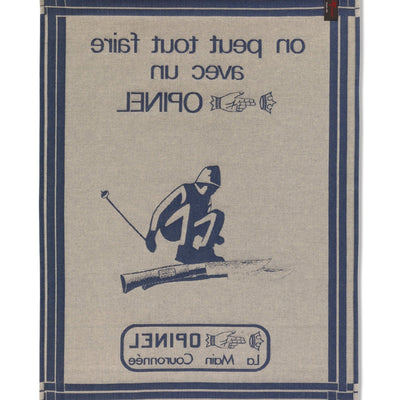 on peut tout faire
avec un
OPINEL
OPINEL
La Main Couronnée